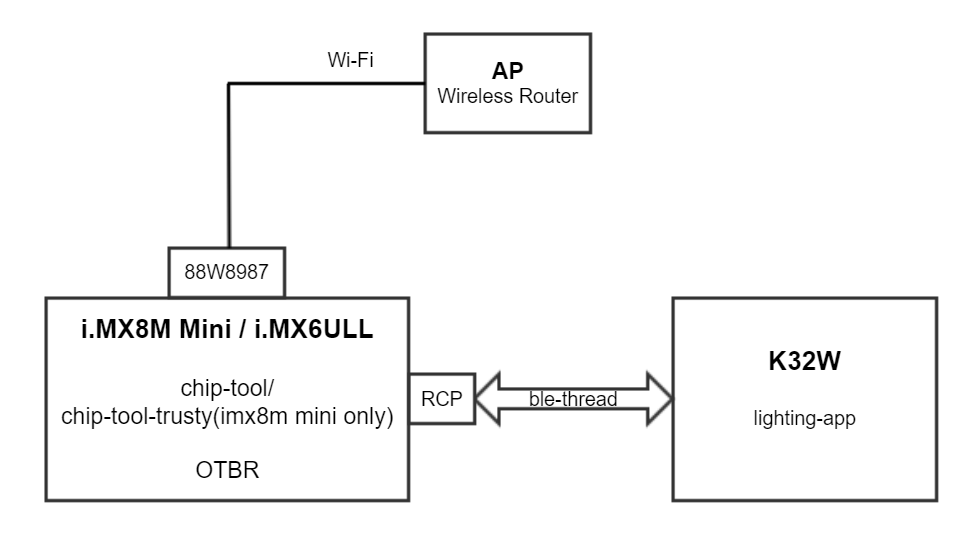 Wi-Fi
AP
Wireless Router
88W8987
i.MX8M Mini / i.MX6ULL
chip-tool/
chip-tool-trusty(imx8m mini only)
OTBR
RCP
ble-thread
K32W
lighting-app